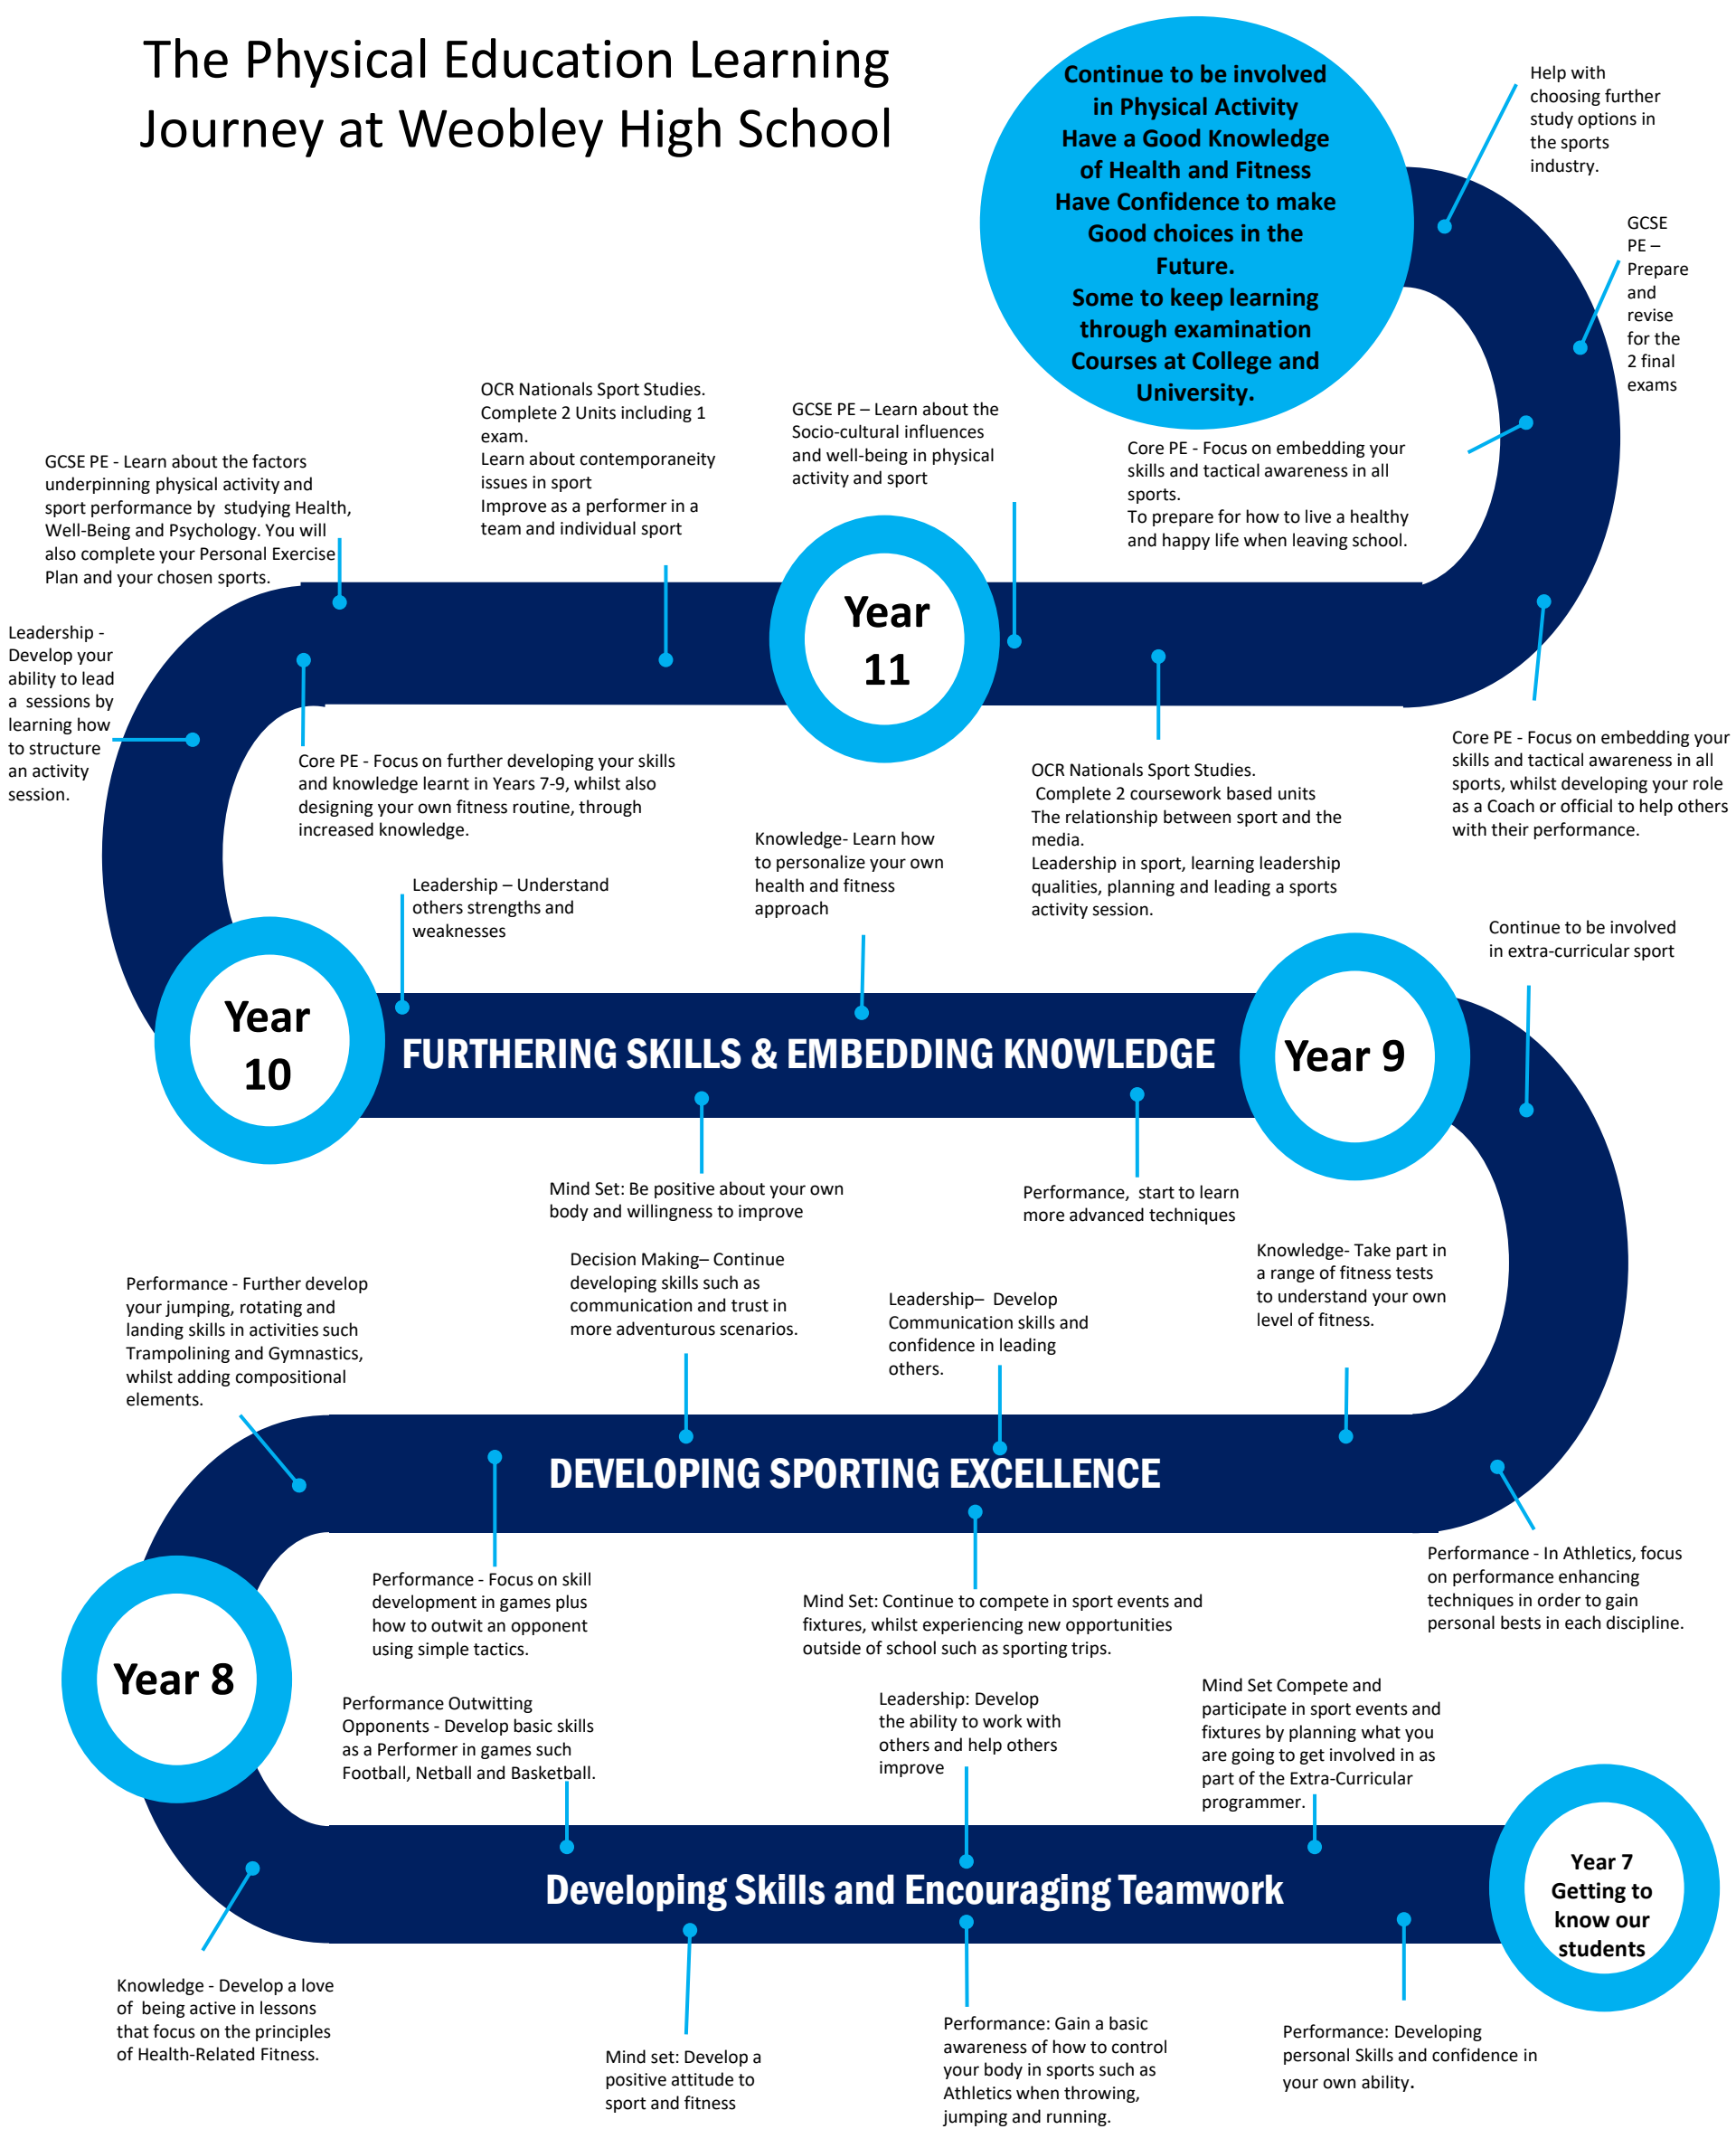 The Physical Education Learning
Journey at Weobley High School
Continue to be involved
in Physical Activity
Have a Good Knowledge
of Health and Fitness
Have Confidence to make
Good choices in the
Future.
Some to keep learning
through examination
Courses at College and
University.
Help with
choosing further
study options in
the sports
industry.
GCSE
PE –
Prepare
and
revise
for the
2 final
exams
OCR Nationals Sport Studies.
Complete 2 Units including 1
exam.
Learn about contemporaneity
issues in sport
Improve as a performer in a
team and individual sport
GCSE PE – Learn about the
Socio-cultural influences
and well-being in physical
activity and sport
Core PE - Focus on embedding your
skills and tactical awareness in all
sports.
To prepare for how to live a healthy
and happy life when leaving school.
GCSE PE - Learn about the factors
underpinning physical activity and
sport performance by studying Health,
Well-Being and Psychology. You will
also complete your Personal Exercise
Plan and your chosen sports.
Year
11
Leadership -
Develop your
ability to lead
a sessions by
learning how
to structure
an activity
session.
Core PE - Focus on further developing your skills
and knowledge learnt in Years 7-9, whilst also
designing your own fitness routine, through
increased knowledge.
OCR Nationals Sport Studies.
Complete 2 coursework based units
The relationship between sport and the
media.
Leadership in sport, learning leadership
qualities, planning and leading a sports
activity session.
Core PE - Focus on embedding your
skills and tactical awareness in all
sports, whilst developing your role
as a Coach or official to help others
with their performance.
Knowledge- Learn how
to personalize your own
health and fitness
approach
Leadership – Understand
others strengths and
weaknesses
Continue to be involved
in extra-curricular sport
Year
10
FURTHERING SKILLS & EMBEDDING KNOWLEDGE
Year 9
Mind Set: Be positive about your own
body and willingness to improve
Performance, start to learn
more advanced techniques
Performance - Further develop
your jumping, rotating and
landing skills in activities such
Trampolining and Gymnastics,
whilst adding compositional
elements.
Decision Making– Continue
developing skills such as
communication and trust in
more adventurous scenarios.
Leadership– Develop
Communication skills and
confidence in leading
others.
Knowledge- Take part in
a range of fitness tests
to understand your own
level of fitness.
DEVELOPING SPORTING EXCELLENCE
Performance - Focus on skill
development in games plus
how to outwit an opponent
using simple tactics.
Mind Set: Continue to compete in sport events and
fixtures, whilst experiencing new opportunities
outside of school such as sporting trips.
Performance - In Athletics, focus
on performance enhancing
techniques in order to gain
personal bests in each discipline.
Year 8
Performance Outwitting
Opponents - Develop basic skills
as a Performer in games such
Football, Netball and Basketball.
Leadership: Develop
the ability to work with
others and help others
improve
Mind Set Compete and
participate in sport events and
fixtures by planning what you
are going to get involved in as
part of the Extra-Curricular
programmer.
Developing Skills and Encouraging Teamwork
Year 7
Getting to
know our
students
Knowledge - Develop a love
of being active in lessons
that focus on the principles
of Health-Related Fitness.
Mind set: Develop a
positive attitude to
sport and fitness
Performance: Gain a basic
awareness of how to control
your body in sports such as
Athletics when throwing,
jumping and running.
Performance: Developing
personal Skills and confidence in
your own ability.